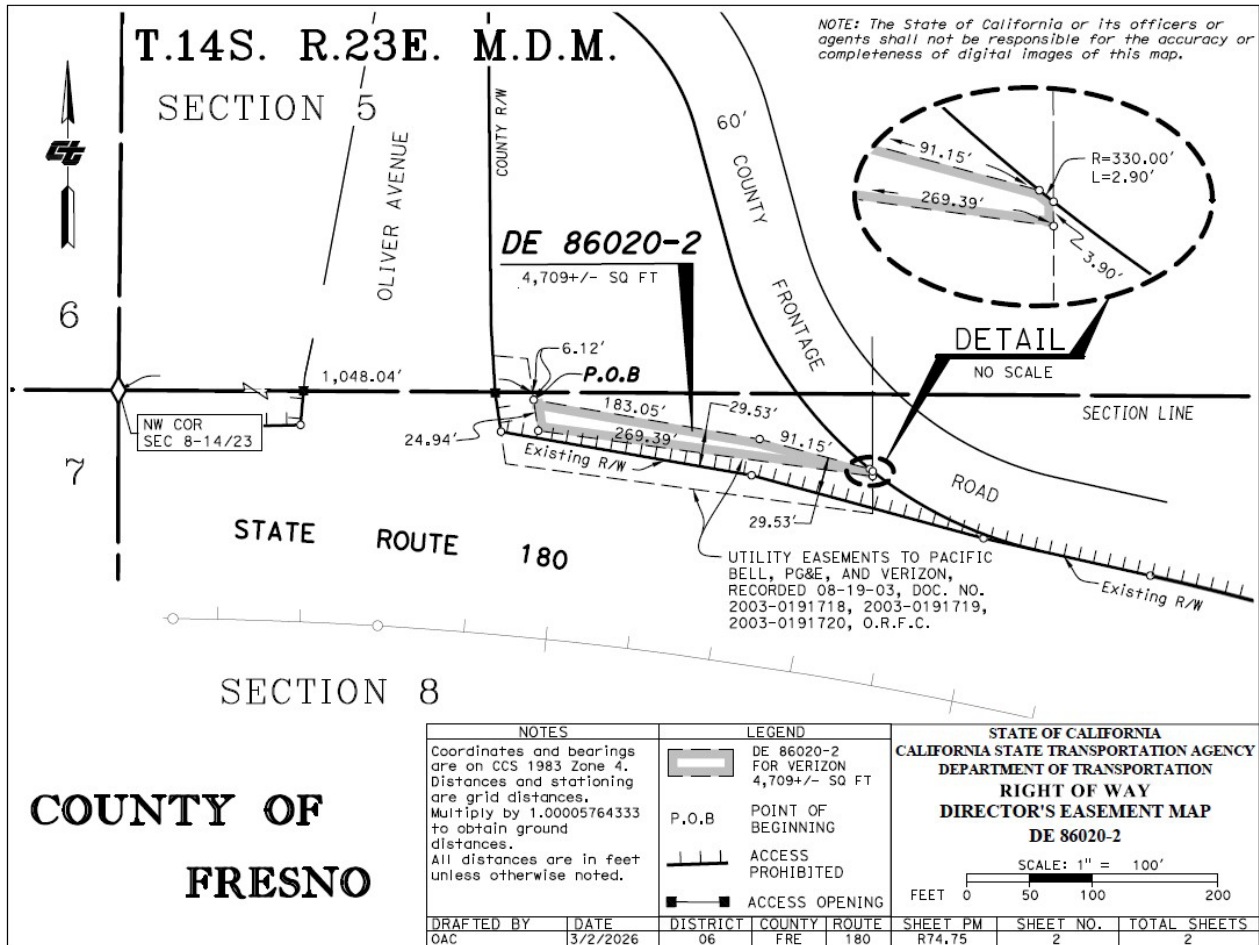 T.14S. R.23E. M.D.M.
NOTE: The State of California or its officers or
agents shall not be responsible for the accuracy or
completeness of digital images of this map.
SECTION 5
OLIVER AVENUE
COUNTY R/W
60' COUNTY FRONTAGE ROAD
91.15'
269.39'
R=330.00'
L=2.90'
3.90'
DETAIL
NO SCALE
DE 86020-2
4,709+/- SQ FT
6
7
1,048.04'
6.12'
P.O.B
183.05'
29.53'
91.15'
269.39'
24.94'
29.53'
SECTION LINE
NW COR
SEC 8-14/23
Existing R/W
STATE ROUTE 180
UTILITY EASEMENTS TO PACIFIC
BELL, PG&E, AND VERIZON,
RECORDED 08-19-03, DOC. NO.
2003-0191718, 2003-0191719,
2003-0191720, O.R.F.C.
Existing R/W
SECTION 8
COUNTY OF
FRESNO
NOTES
Coordinates and bearings
are on CCS 1983 Zone 4.
Distances and stationing
are grid distances.
Multiply by 1.00005764333
to obtain ground
distances.
All distances are in feet
unless otherwise noted.
LEGEND
DE 86020-2
FOR VERIZON
4,709+/- SQ FT
P.O.B POINT OF
BEGINNING
ACCESS
PROHIBITED
ACCESS OPENING
STATE OF CALIFORNIA
CALIFORNIA STATE TRANSPORTATION AGENCY
DEPARTMENT OF TRANSPORTATION
RIGHT OF WAY
DIRECTOR'S EASEMENT MAP
DE 86020-2
SCALE: 1" = 100'
FEET 0 50 100 200
DRAFTED BY DATE DISTRICT COUNTY ROUTE SHEET PM SHEET NO. TOTAL SHEETS
OAC 3/2/2026 06 FRE 180 R74.75 2 2